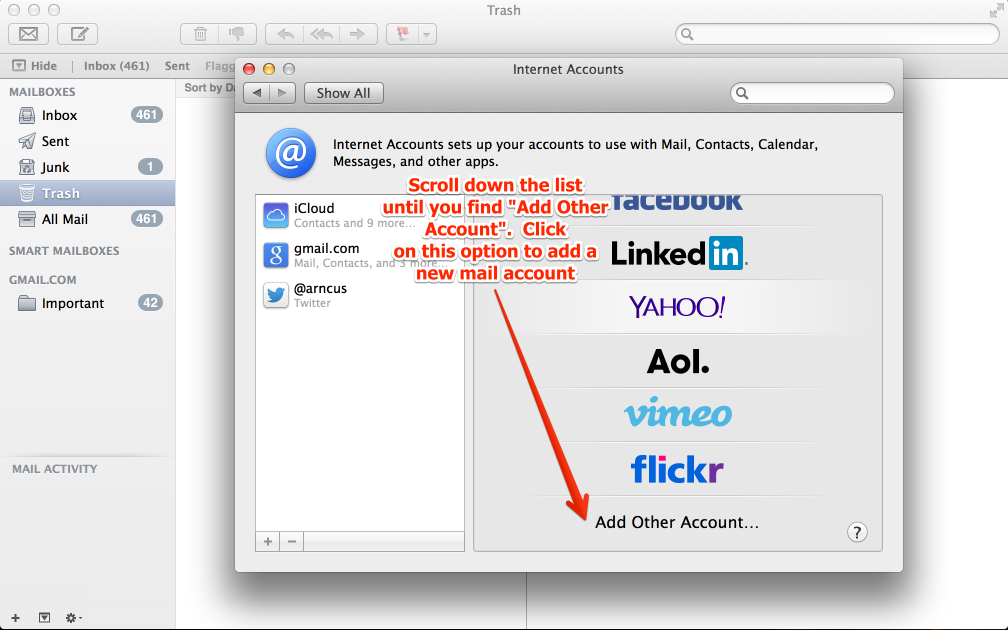 Trash
Hide
Inbox (461)
Sent
Flagg
MAILBOXES
Inbox 461
Sent
Junk 1
Trash
All Mail 461
SMART MAILBOXES
GMAIL.COM
Important 42
MAIL ACTIVITY
Sort by Da
Internet Accounts
Show All
@
Internet Accounts sets up your accounts to use with Mail, Contacts, Calendar,
Messages, and other apps.
Scroll down the list
until you find "Add Other
Account". Click
on this option to add a
new mail account
iCloud
Contacts and 9 more...
g
gmail.com
Mail, Contacts, and 3 more...
@arncus
Twitter
facebook
LinkedIn.
YAHOO!
Aol.
vimeo
flickr
Add Other Account...
?